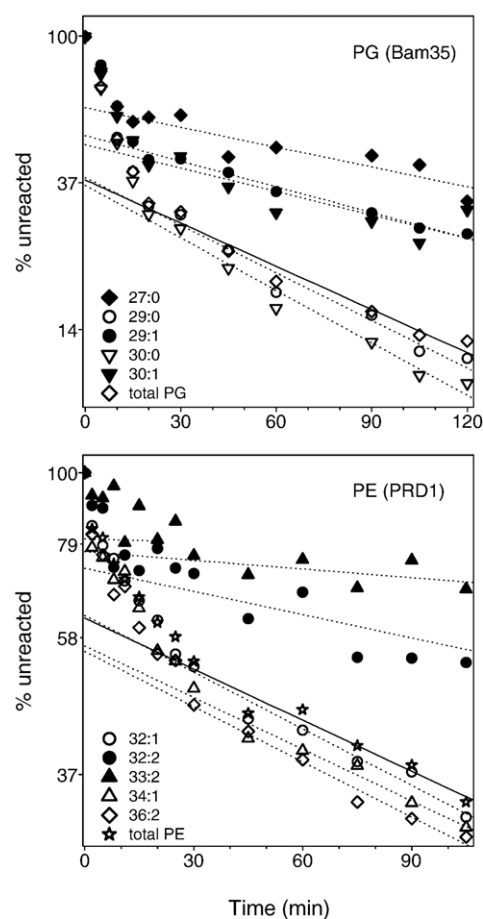 PG (Bam35)
100
37
14
% unreacted
27:0
29:0
29:1
30:0
30:1
total PG
0 30 60 90 120
PE (PRD1)
100
79
58
37
% unreacted
32:1
32:2
33:2
34:1
36:2
total PE
0 30 60 90
Time (min)